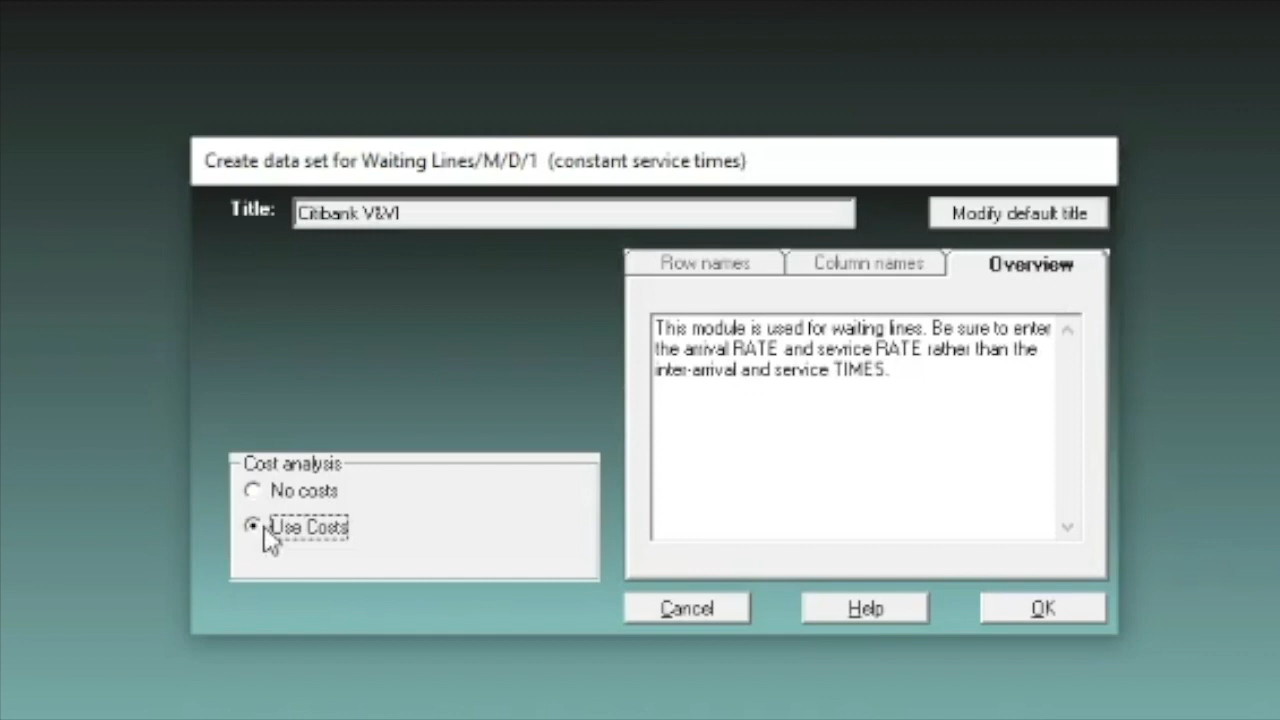 Create data set for Waiting Lines/M/D/1 (constant service times)
Title:
Citibank V&VI
Modify default title
Row names
Column names
Overview
This module is used for waiting lines. Be sure to enter
the arrival RATE and sevrice RATE rather than the
inter-arrival and service TIMES.
Cost analysis
No costs
Use Costs
Cancel
Help
OK